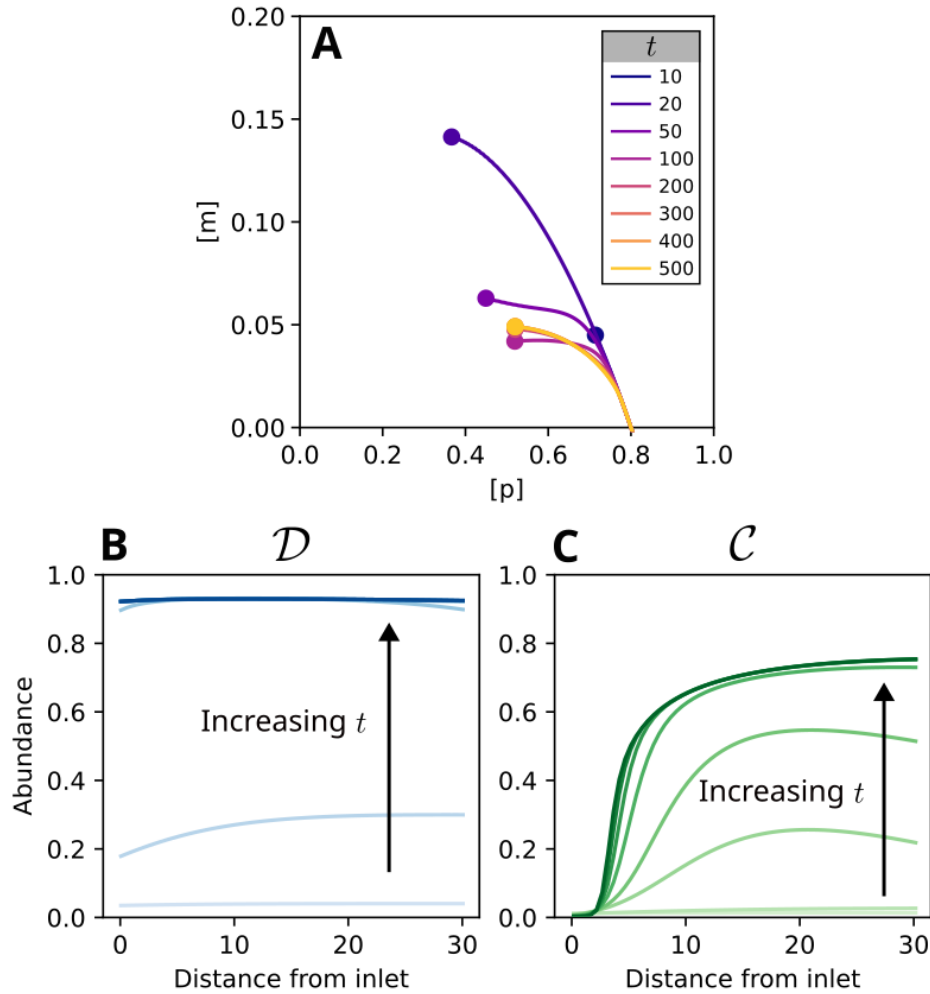 A
0.20
0.15
0.10
0.05
0.00
[m]
0.0 0.2 0.4 0.6 0.8 1.0
[p]
t
10
20
50
100
200
300
400
500
B
𝒟
1.0
0.8
0.6
0.4
0.2
0.0
Abundance
Increasing t
0 10 20 30
Distance from inlet
C
𝒞
1.0
0.8
0.6
0.4
0.2
0.0
Increasing t
0 10 20 30
Distance from inlet